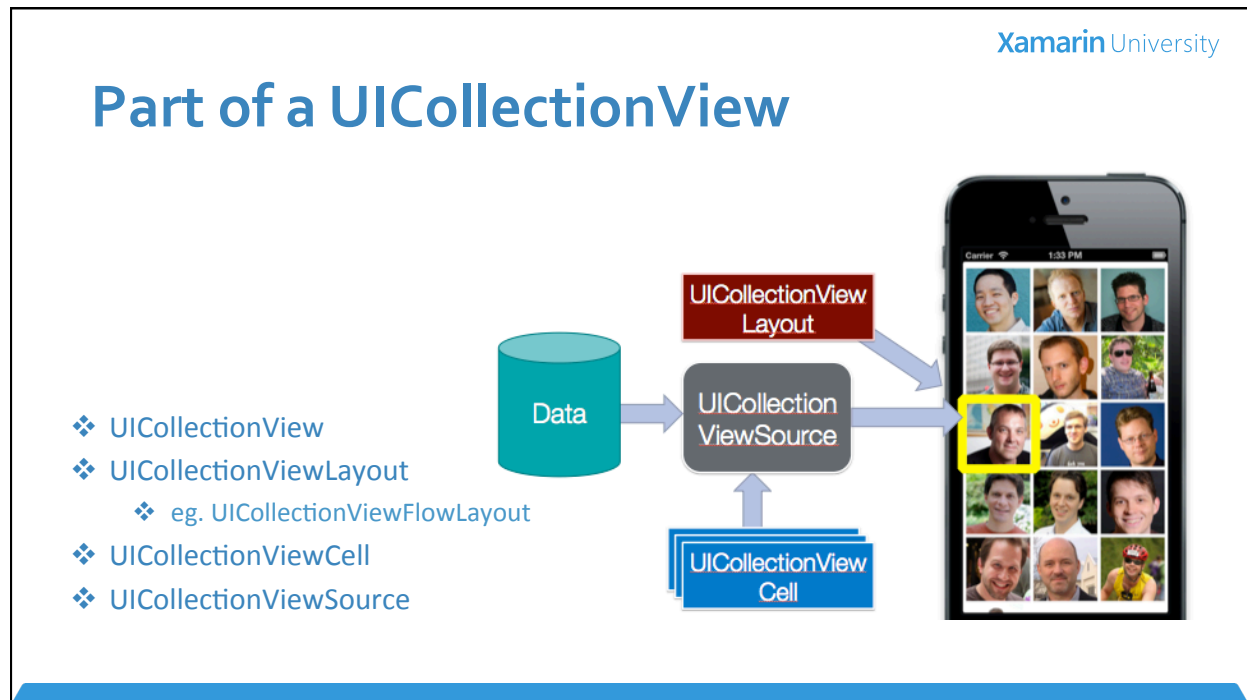 Xamarin University
Part of a UICollectionView
❖ UICollectionView
❖ UICollectionViewLayout
❖ eg. UICollectionViewFlowLayout
❖ UICollectionViewCell
❖ UICollectionViewSource
Data
UICollectionView
Layout
UICollection
ViewSource
UICollectionView
Cell
Carrier 1:33 PM